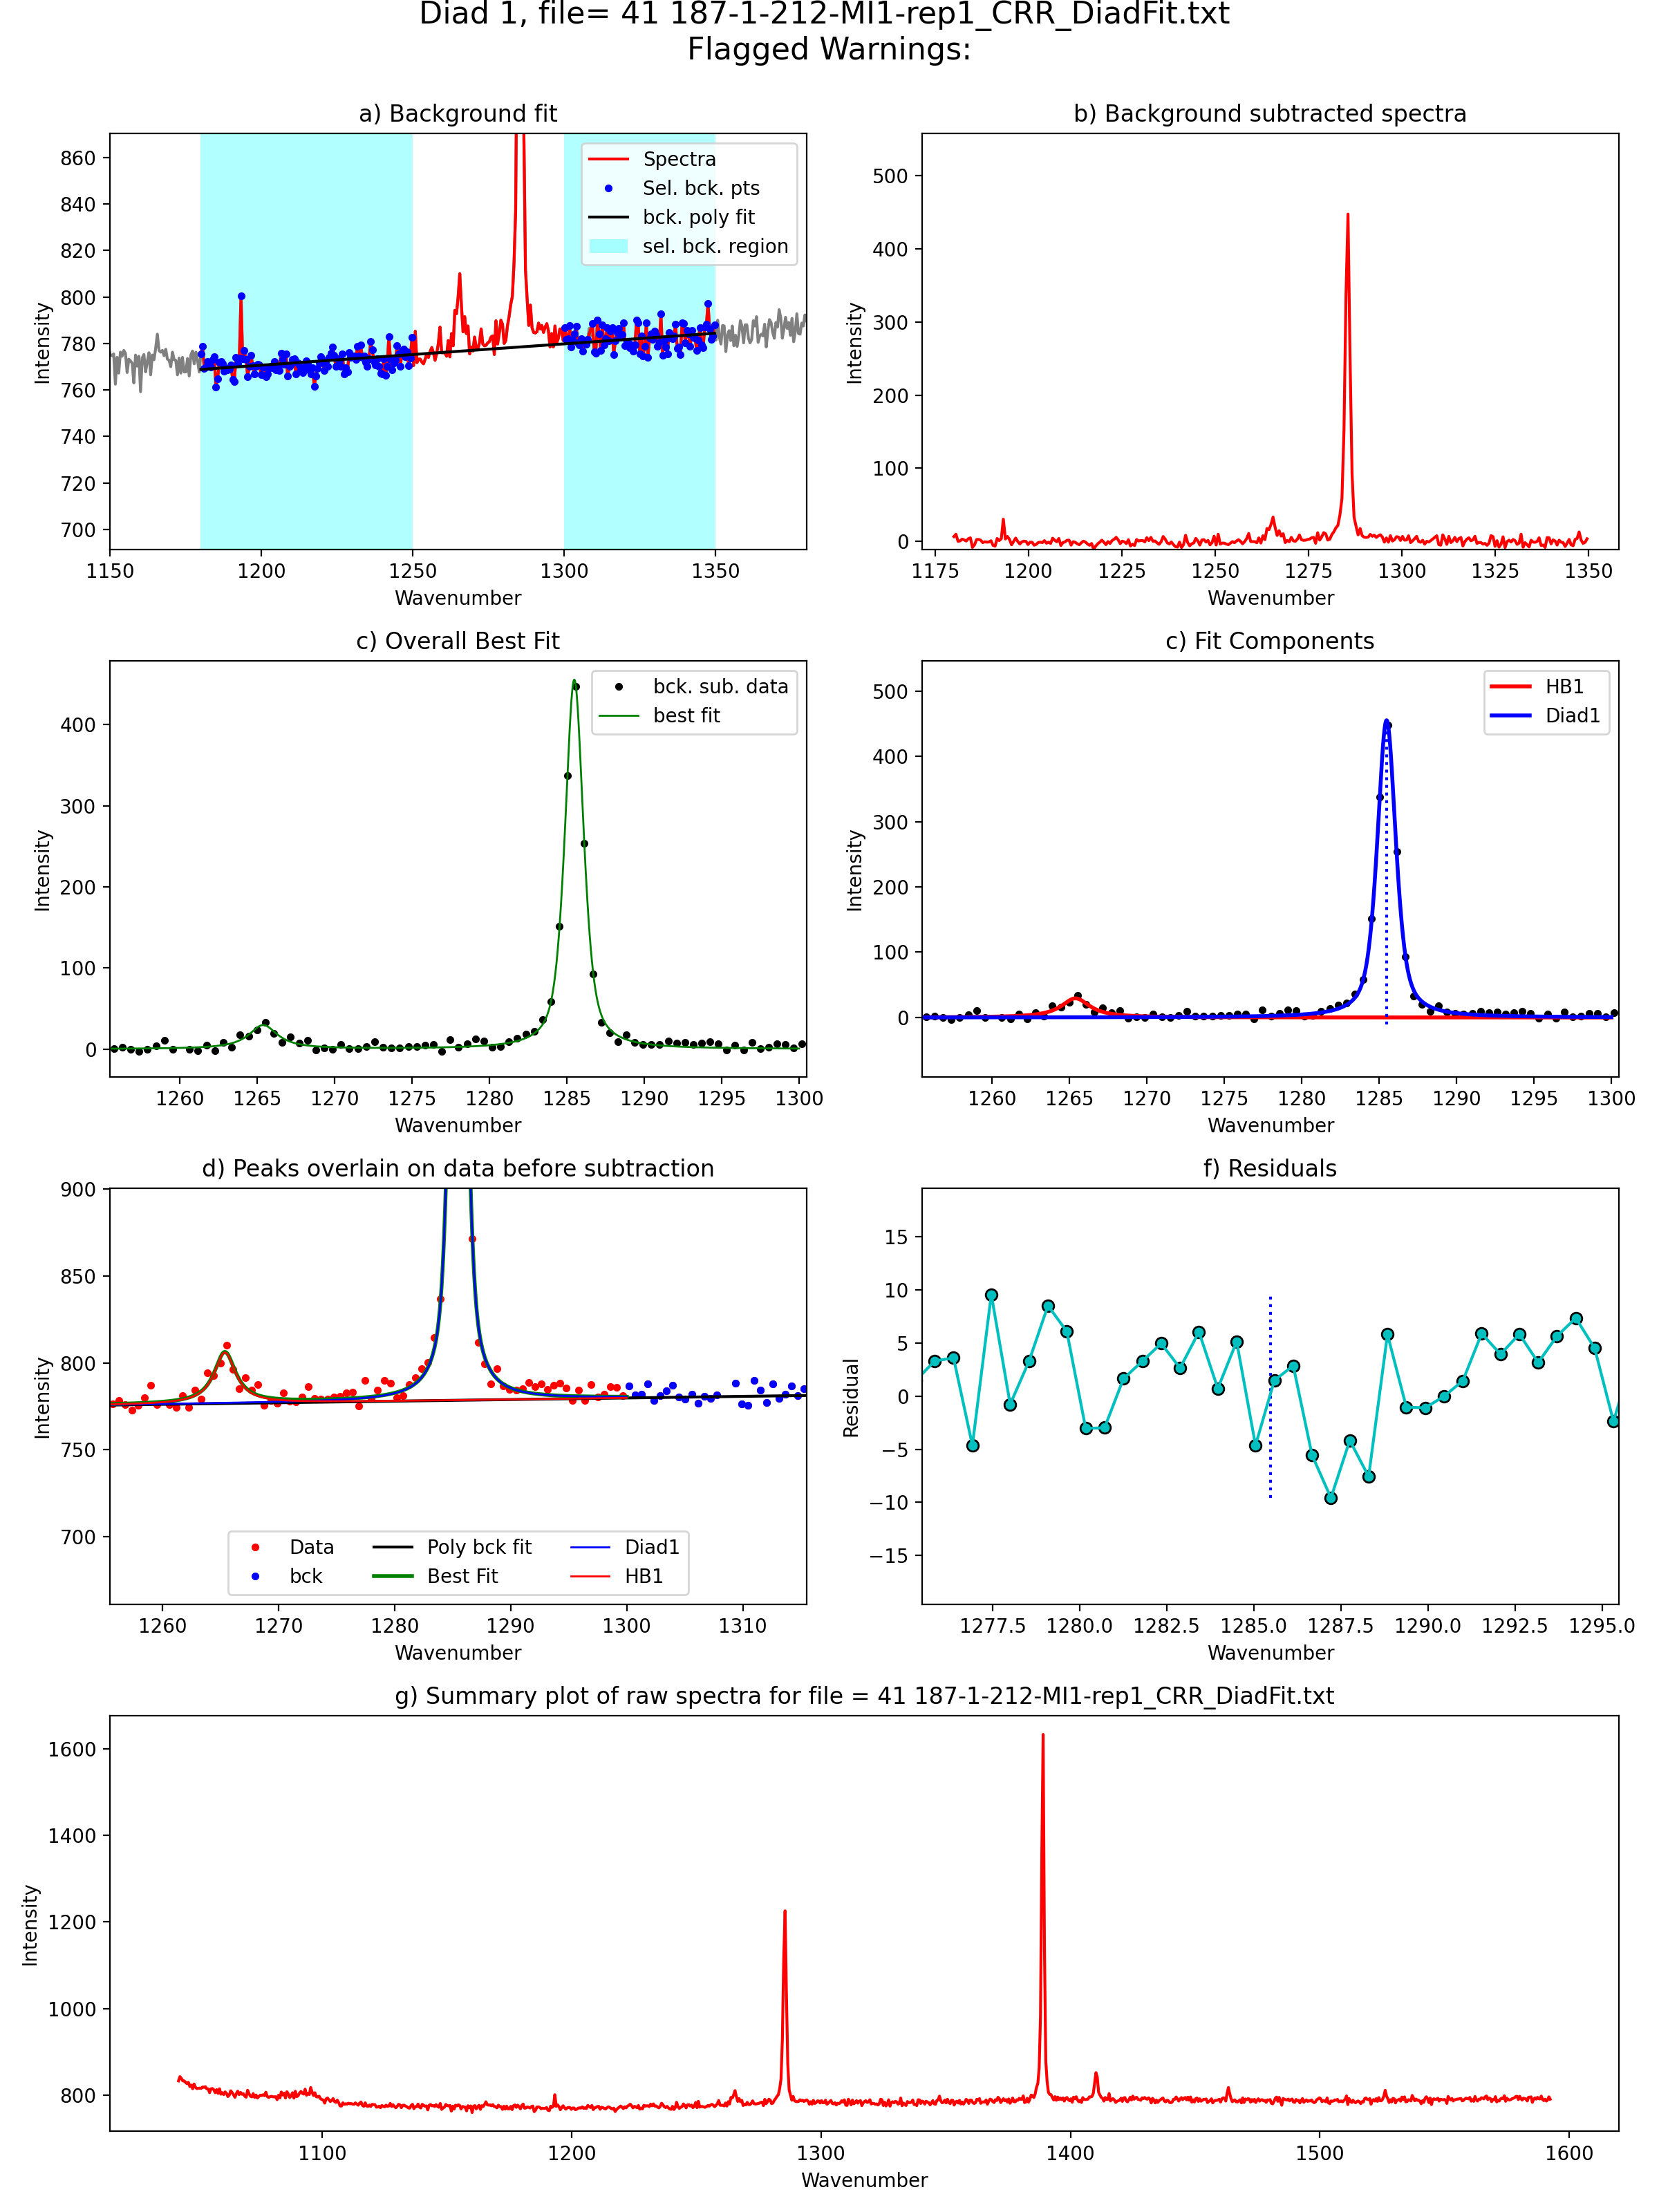 Diad 1, file= 41 187-1-212-MI1-rep1_CRR_DiadFit.txt
Flagged Warnings:
a) Background fit
Intensity
860
840
820
800
780
760
740
720
700
Spectra
Sel. bck. pts
bck. poly fit
sel. bck. region
1150 1200 1250 1300 1350
Wavenumber
b) Background subtracted spectra
Intensity
500
400
300
200
100
0
1175 1200 1225 1250 1275 1300 1325 1350
Wavenumber
c) Overall Best Fit
Intensity
400
300
200
100
0
bck. sub. data
best fit
1260 1265 1270 1275 1280 1285 1290 1295 1300
Wavenumber
c) Fit Components
Intensity
500
400
300
200
100
0
HB1
Diad1
1260 1265 1270 1275 1280 1285 1290 1295 1300
Wavenumber
d) Peaks overlain on data before subtraction
Intensity
900
850
800
750
700
Data Poly bck fit Diad1
bck Best Fit HB1
1260 1270 1280 1290 1300 1310
Wavenumber
f) Residuals
Residual
15
10
5
0
−5
−10
−15
1277.5 1280.0 1282.5 1285.0 1287.5 1290.0 1292.5 1295.0
Wavenumber
g) Summary plot of raw spectra for file = 41 187-1-212-MI1-rep1_CRR_DiadFit.txt
Intensity
1600
1400
1200
1000
800
1100 1200 1300 1400 1500 1600
Wavenumber